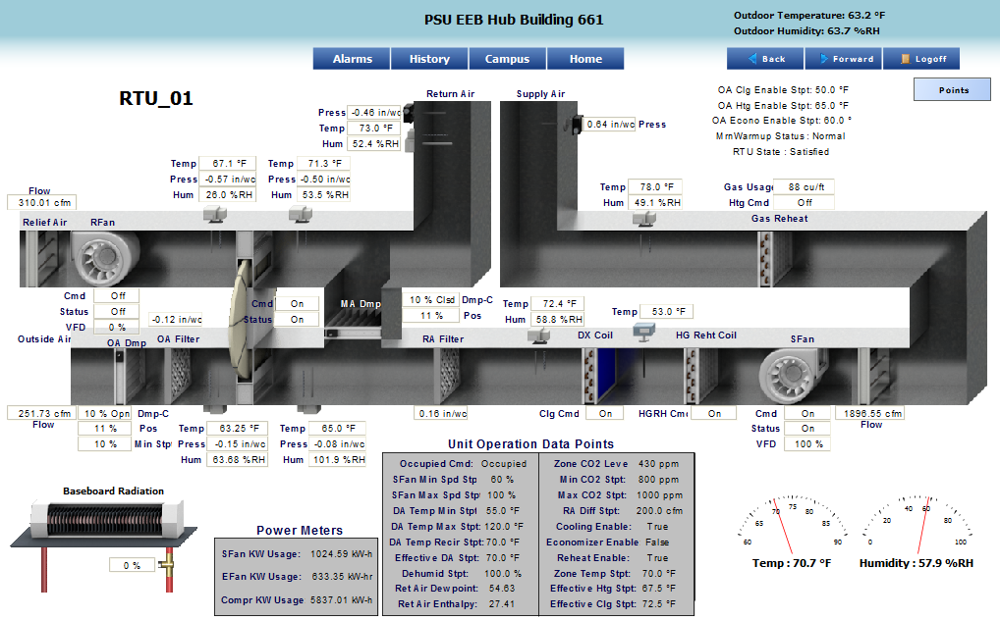 PSU EEB Hub Building 661
Outdoor Temperature: 63.2 °F
Outdoor Humidity: 63.7 %RH
Alarms History Campus Home
Back Forward Logoff
Points
RTU_01
Return Air Supply Air
OA Clg Enable Stpt: 50.0 °F
OA Htg Enable Stpt: 65.0 °F
OA Econo Enable Stpt: 60.0 °
MrnWarmup Status : Normal
RTU State : Satisfied
Press -0.46 in/wc
Temp 73.0 °F
Hum 52.4 %RH
0.64 in/wc Press
Temp 67.1 °F
Press -0.57 in/wc
Hum 26.0 %RH
Temp 71.3 °F
Press -0.50 in/wc
Hum 53.5 %RH
Temp 78.0 °F
Hum 49.1 %RH
Gas Usage 88 cu/ft
Htg Cmd Off
Gas Reheat
Flow
310.01 cfm
Relief Air RFan
Cmd Off
Status Off
VFD 0 %
-0.12 in/wc
Cmd On
Status On
MA Dmp
10 % Clsd Dmp-C
11 % Pos
Temp 72.4 °F
Hum 58.8 %RH
Temp 53.0 °F
Outside Air OA Dmp OA Filter RA Filter DX Coil HG Reht Coil SFan
251.73 cfm
Flow
10 % Opn Dmp-C
11 % Pos
10 % Min Stpt
Temp 63.25 °F
Press -0.15 in/wc
Hum 63.68 %RH
Temp 65.0 °F
Press -0.08 in/wc
Hum 101.9 %RH
0.16 in/wc
Clg Cmd On
HGRH Cmd On
Cmd On
Status On
VFD 100 %
1896.55 cfm
Flow
Baseboard Radiation
0 %
Power Meters
SFan KW Usage: 1024.59 kW-h
EFan KW Usage: 633.35 kW-hr
Compr KW Usage 5837.01 kW-h
Unit Operation Data Points
Occupied Cmd: Occupied
SFan Min Spd Stp 60 %
SFan Max Spd Stpt 100 %
DA Temp Min Stpt 55.0 °F
DA Temp Max Stpt: 120.0 °F
DA Temp Recir Stpt: 70.0 °F
Effective DA Stpt: 70.0 °F
Dehumid Stpt: 100.0 %
Ret Air Dewpoint: 54.63
Ret Air Enthalpy: 27.41
Zone CO2 Leve 430 ppm
Min CO2 Stpt: 800 ppm
Max CO2 Stpt: 1000 ppm
RA Diff Stpt: 200.0 cfm
Cooling Enable: True
Economizer Enable False
Reheat Enable: True
Zone Temp Stpt: 70.0 °F
Effective Htg Stpt: 67.5 °F
Effective Clg Stpt: 72.5 °F
60 65 70 75 80 85 90
Temp : 70.7 °F
0 20 40 60 80 100
Humidity : 57.9 %RH